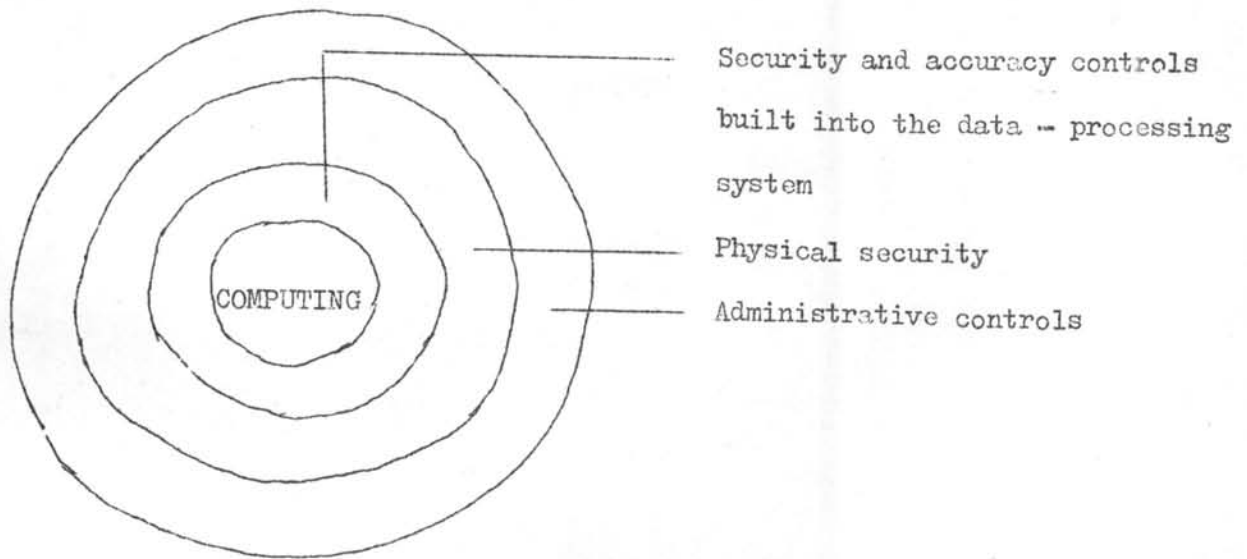 Security and accuracy controls
built into the data - processing
system
Physical security
COMPUTING
Administrative controls